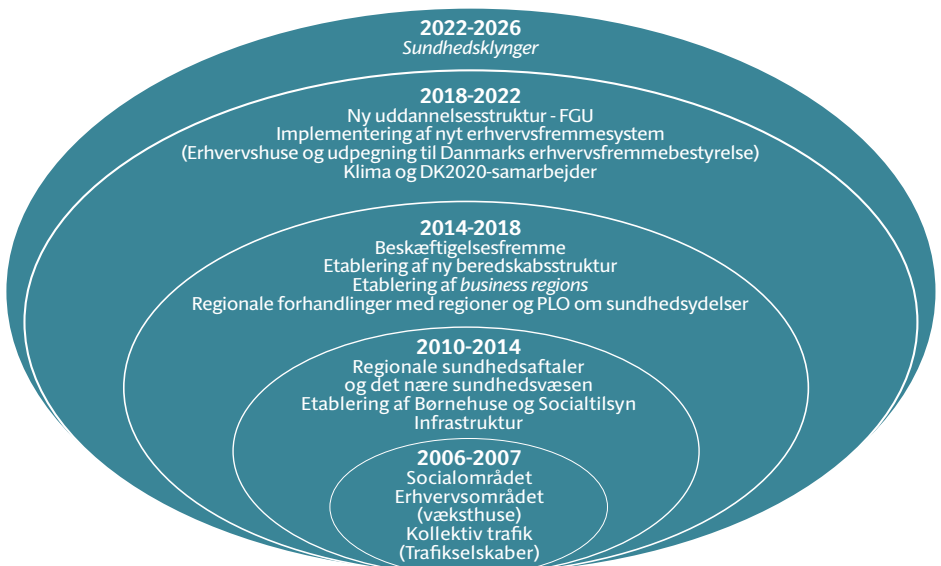 2022-2026
Sundhedsklynger
2018-2022
Ny uddannelsesstruktur - FGU
Implementering af nyt erhvervsfremmesystem
(Erhvervshuse og udpegning til Danmarks erhvervsfremmebestyrelse)
Klima og DK2020-samarbejder
2014-2018
Beskæftigelsesfremme
Etablering af ny beredskabsstruktur
Etablering af business regions
Regionale forhandlinger med regioner og PLO om sundhedsydelser
2010-2014
Regionale sundhedsaftaler
og det nære sundhedsvæsen
Etablering af Børnehuse og Socialtilsyn
Infrastruktur
2006-2007
Socialområdet
Erhvervsområdet
(væksthuse)
Kollektiv trafik
(Trafikselskaber)